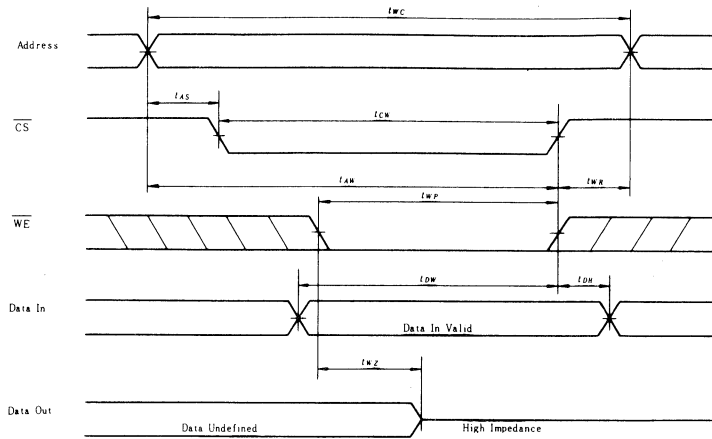 tWC
Address
tAS
tCW
CS
tAW
tWR
tWP
WE
tDW
tDH
Data In
Data In Valid
tWZ
Data Out
Data Undefined
High Impedance